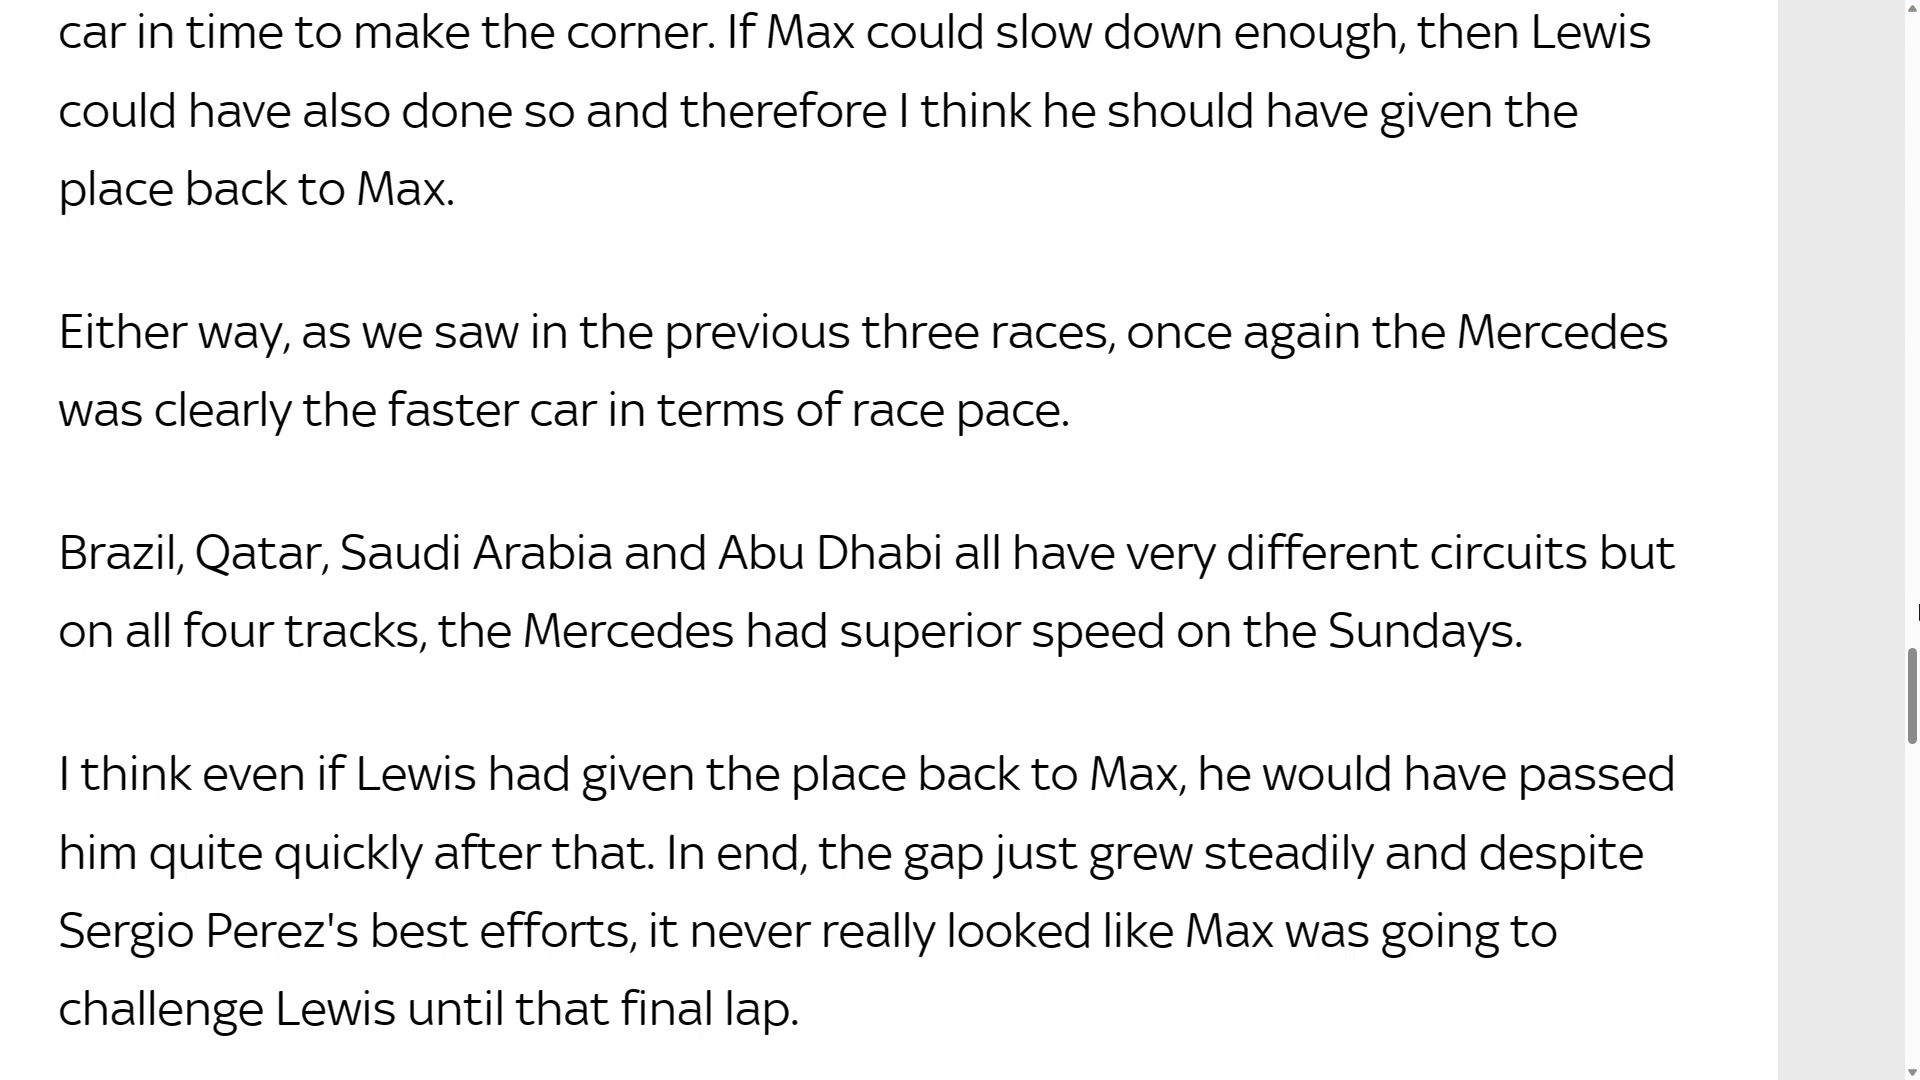 car in time to make the corner. If Max could slow down enough, then Lewis
could have also done so and therefore I think he should have given the
place back to Max.
Either way, as we saw in the previous three races, once again the Mercedes
was clearly the faster car in terms of race pace.
Brazil, Qatar, Saudi Arabia and Abu Dhabi all have very different circuits but
on all four tracks, the Mercedes had superior speed on the Sundays.
I think even if Lewis had given the place back to Max, he would have passed
him quite quickly after that. In end, the gap just grew steadily and despite
Sergio Perez's best efforts, it never really looked like Max was going to
challenge Lewis until that final lap.